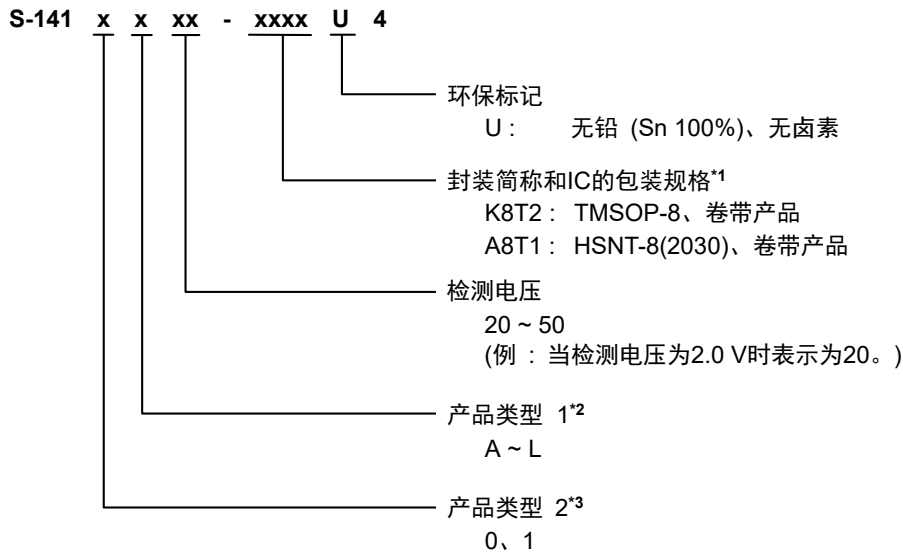 S-141 x x xx - xxxx U 4
环保标记
U : 无铅 (Sn 100%)、无卤素
封装简称和IC的包装规格*1
K8T2 : TMSOP-8、卷带产品
A8T1 : HSNT-8(2030)、卷带产品
检测电压
20 ~ 50
(例 : 当检测电压为2.0 V时表示为20。)
产品类型 1*2
A ~ L
产品类型 2*3
0、1